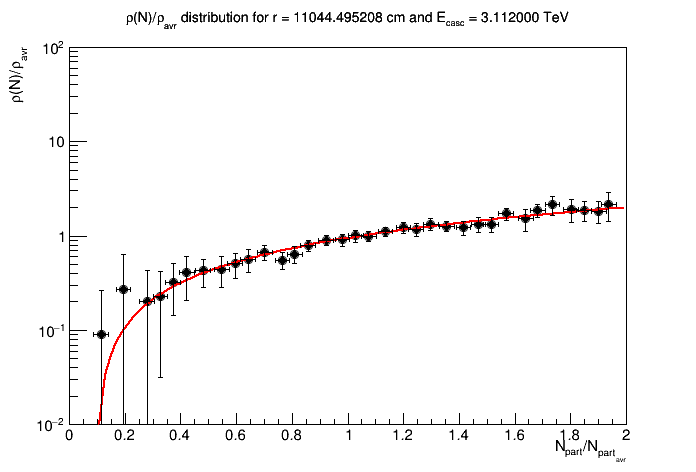 ρ(N)/ρavr distribution for r = 11044.495208 cm and Ecasc = 3.112000 TeV
ρ(N)/ρavr
10²
10
1
10⁻¹
10⁻²
0 0.2 0.4 0.6 0.8 1 1.2 1.4 1.6 1.8 2
Npart/Npartavr